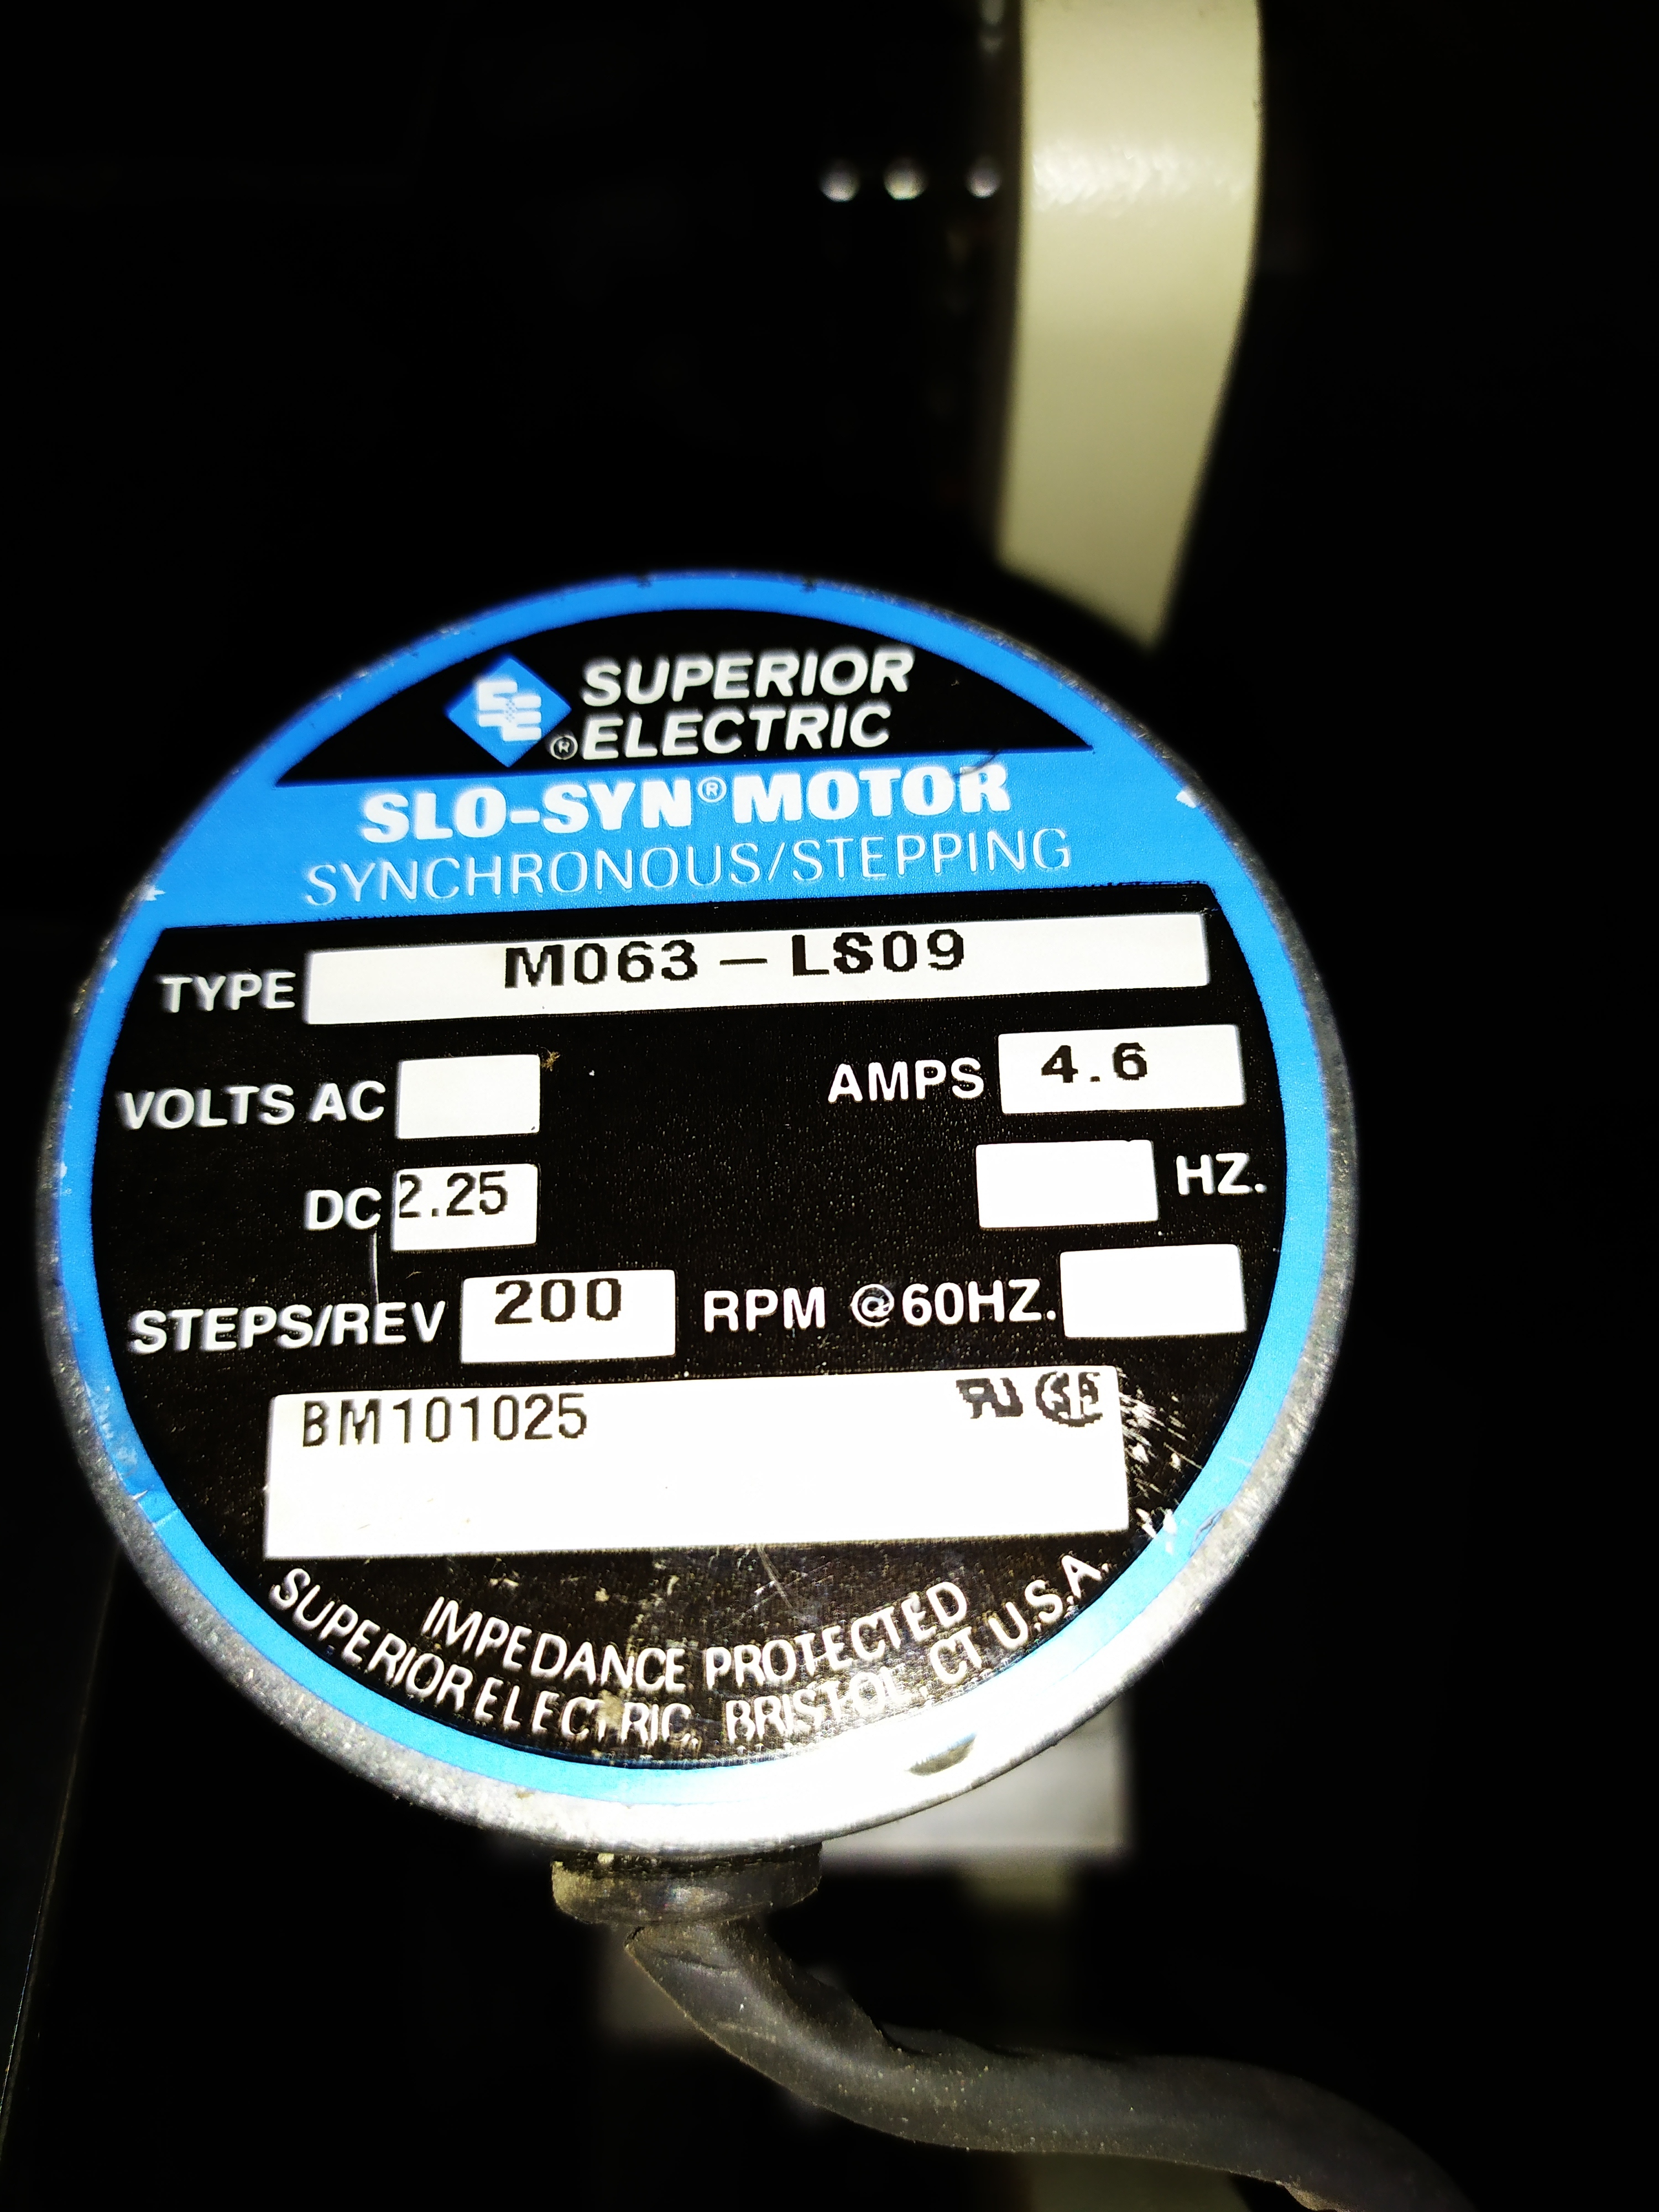 SUPERIOR
® ELECTRIC
SLO-SYN® MOTOR
SYNCHRONOUS/STEPPING
TYPE M063-LS09
VOLTS AC AMPS 4.6
DC 2.25 HZ.
STEPS/REV 200 RPM @60HZ.
BM101025
IMPEDANCE PROTECTED
SUPERIOR ELECTRIC, BRISTOL, CT U.S.A.